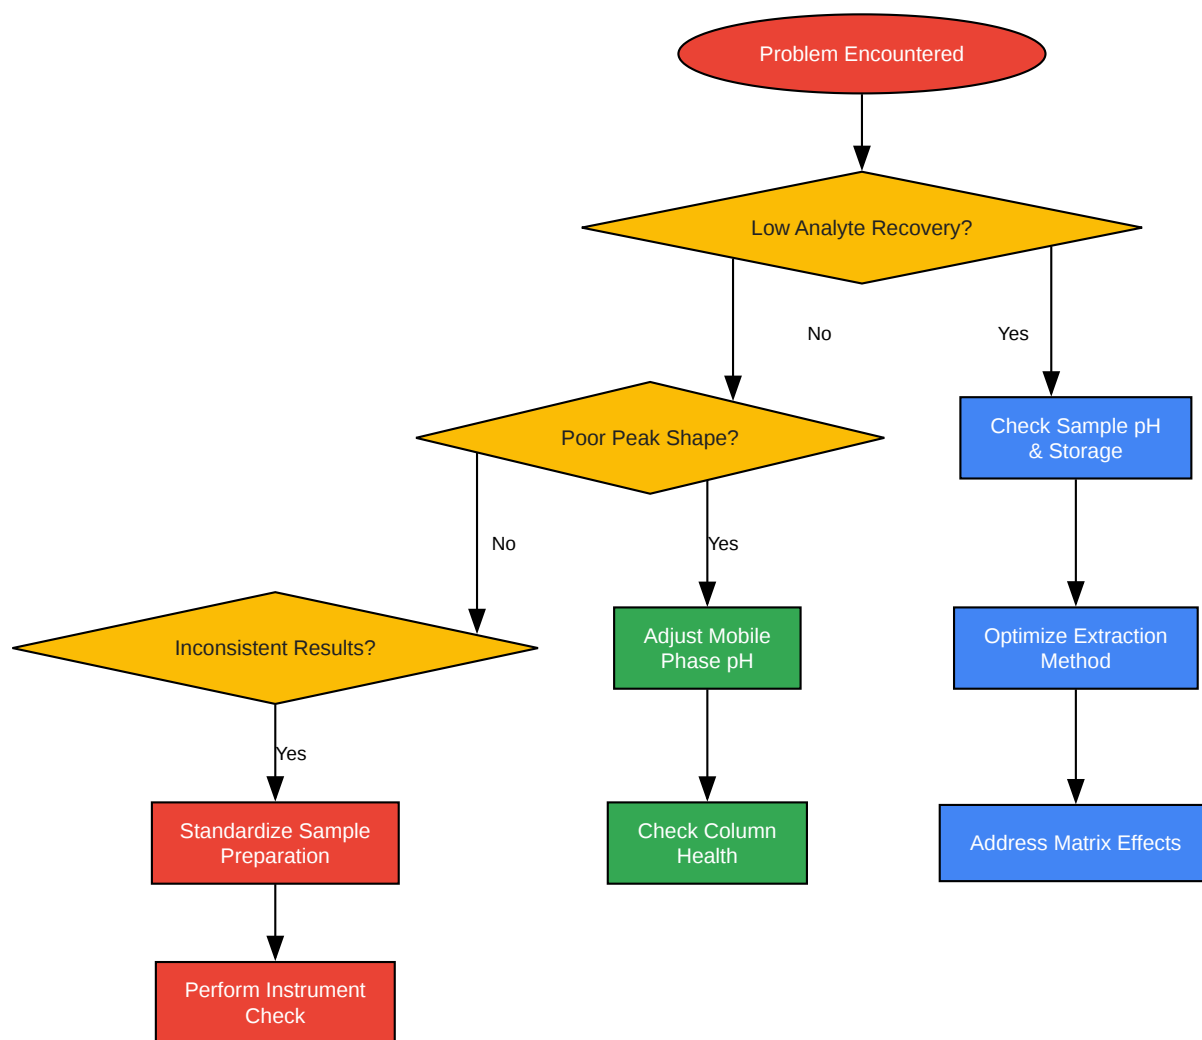 Problem Encountered
Low Analyte Recovery?
No
Yes
Poor Peak Shape?
Check Sample pH
& Storage
No
Yes
Inconsistent Results?
Adjust Mobile
Phase pH
Optimize Extraction
Method
Yes
Standardize Sample
Preparation
Check Column
Health
Address Matrix Effects
Perform Instrument
Check